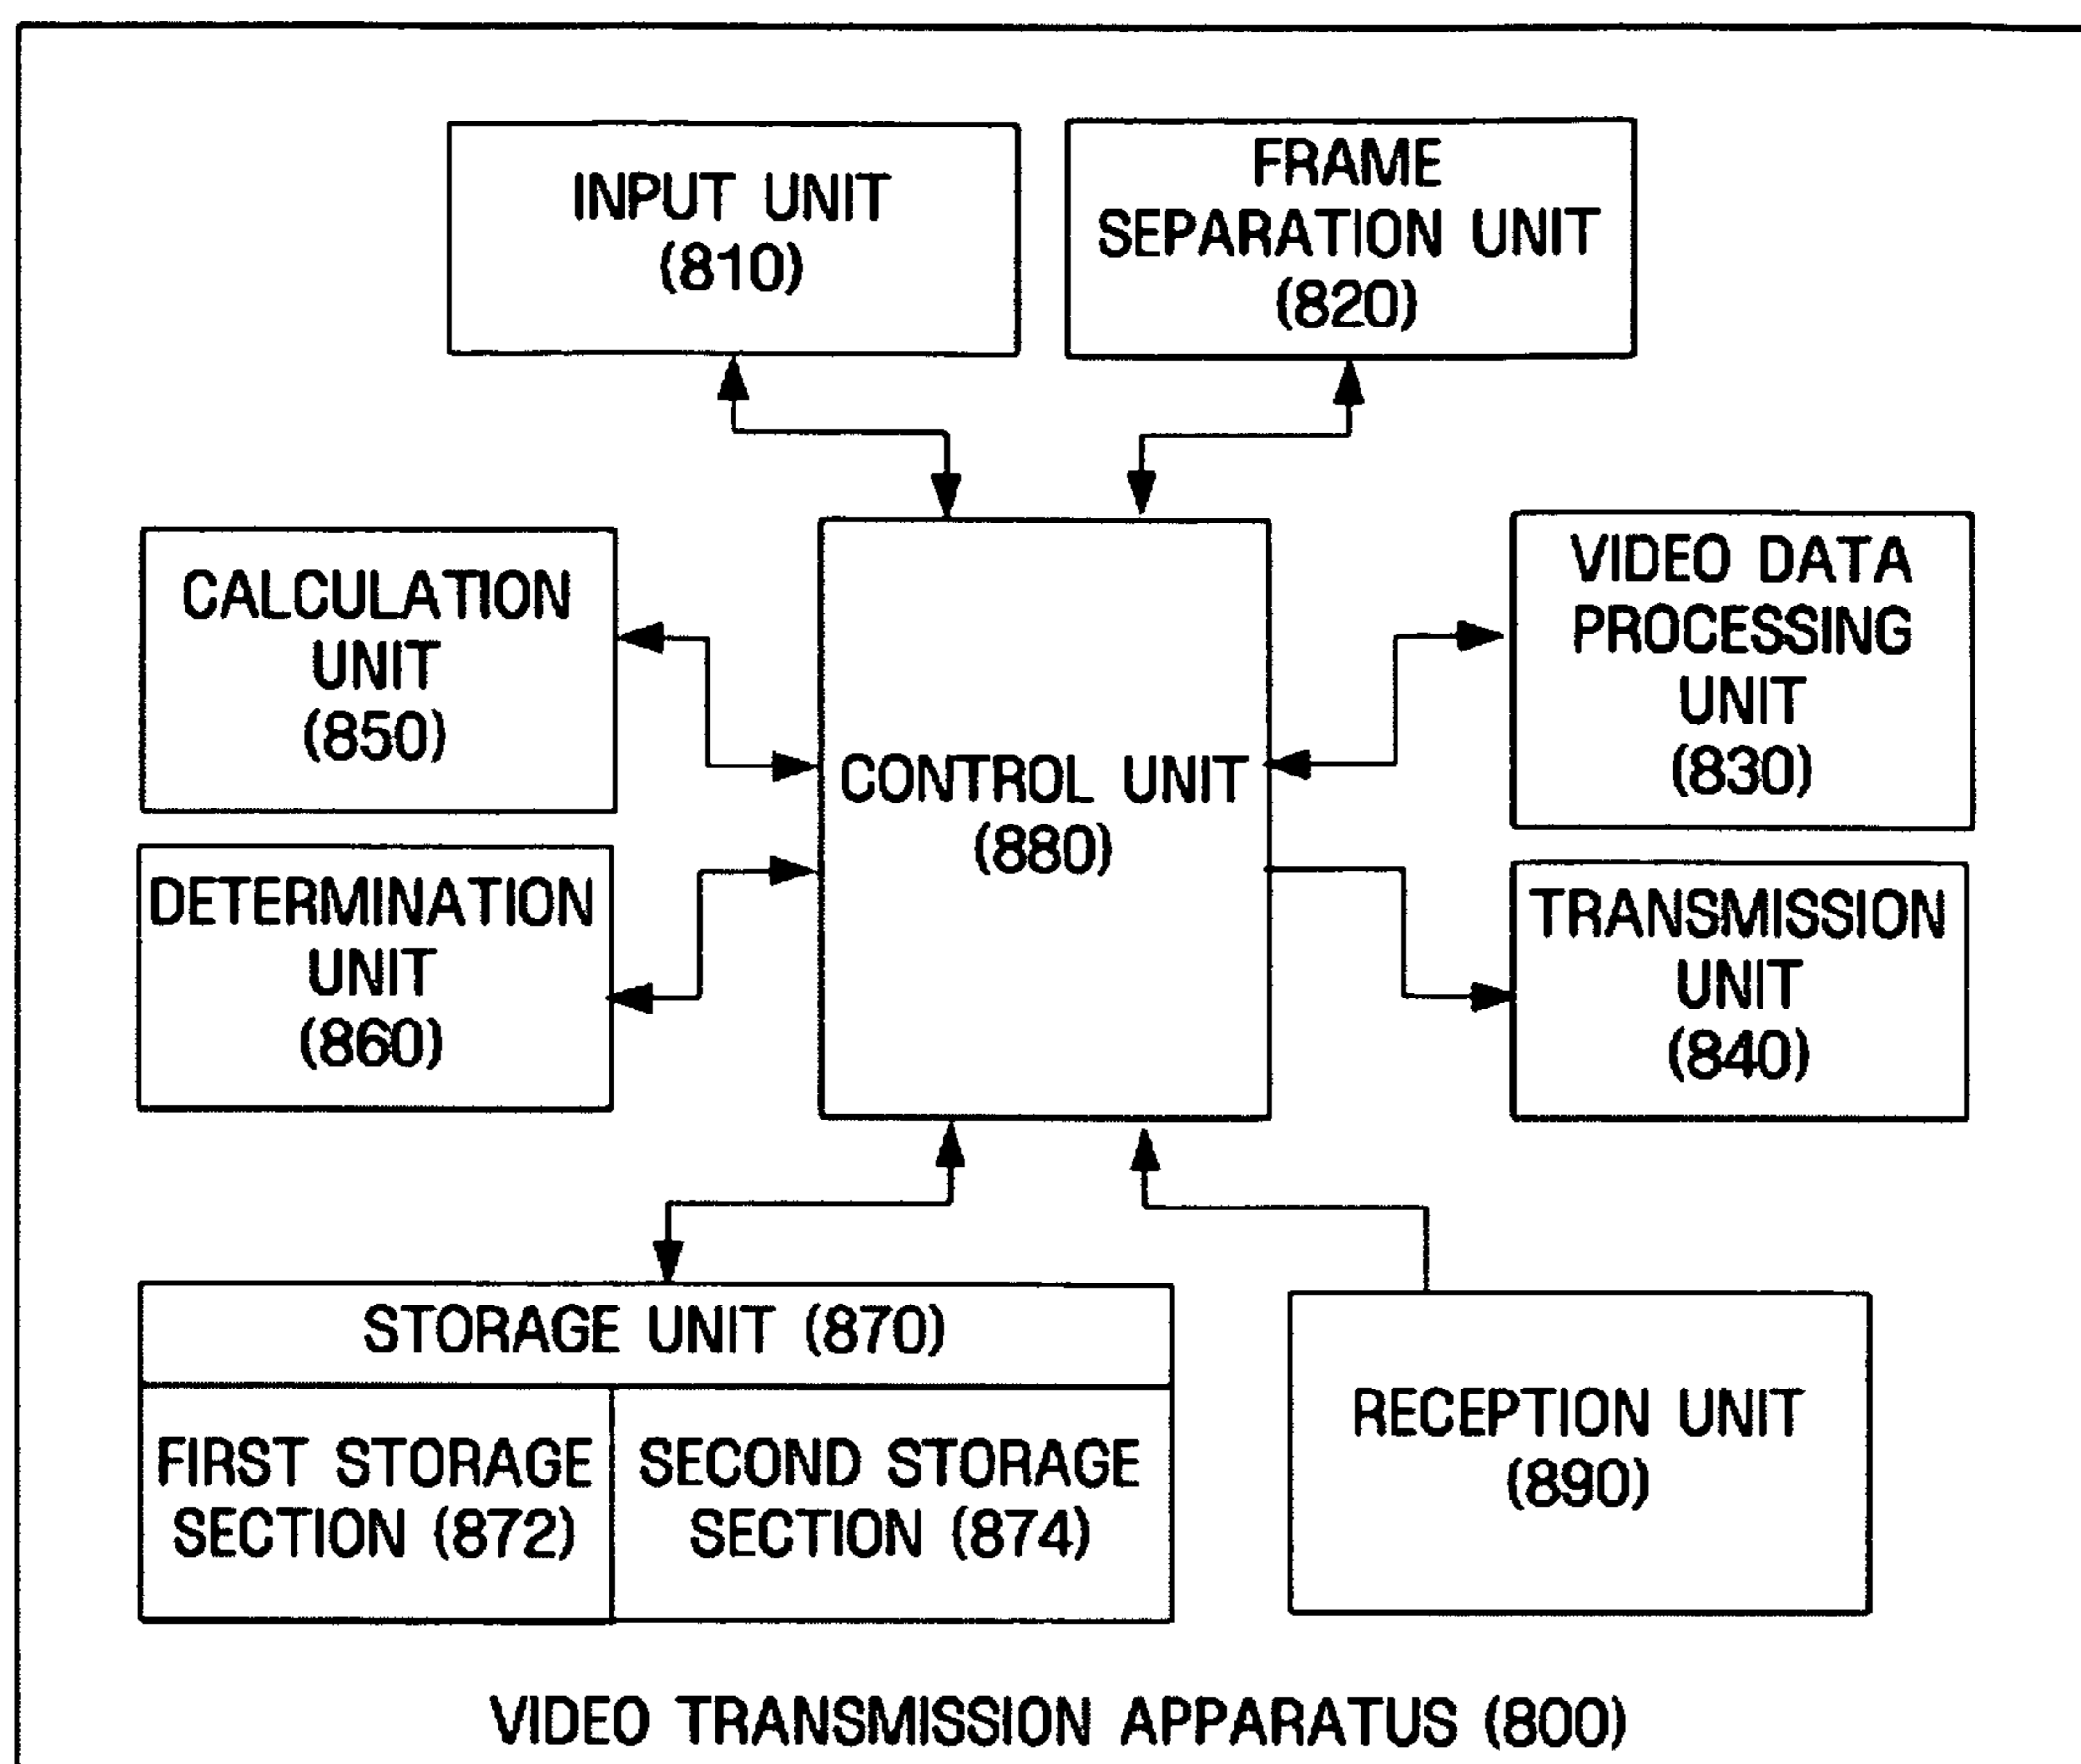 INPUT UNIT
(810)
FRAME
SEPARATION UNIT
(820)
CALCULATION
UNIT
(850)
CONTROL UNIT
(880)
VIDEO DATA
PROCESSING
UNIT
(830)
DETERMINATION
UNIT
(860)
TRANSMISSION
UNIT
(840)
STORAGE UNIT (870)
FIRST STORAGE
SECTION (872)
SECOND STORAGE
SECTION (874)
RECEPTION UNIT
(890)
VIDEO TRANSMISSION APPARATUS (800)